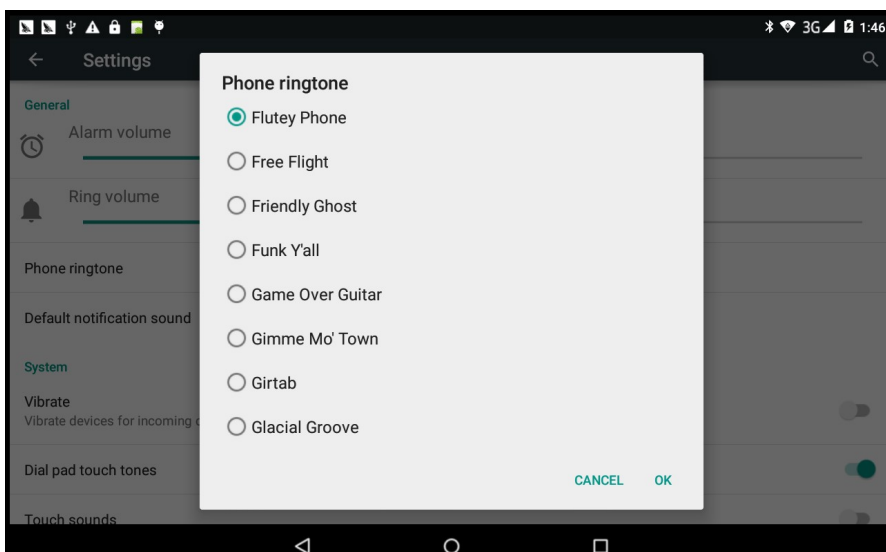 3G 1:46
Settings
Phone ringtone
General
Alarm volume
Ring volume
Phone ringtone
Default notification sound
System
Vibrate
Vibrate devices for incoming
Dial pad touch tones
Touch sounds
Flutey Phone
Free Flight
Friendly Ghost
Funk Y'all
Game Over Guitar
Gimme Mo' Town
Girtab
Glacial Groove
CANCEL OK